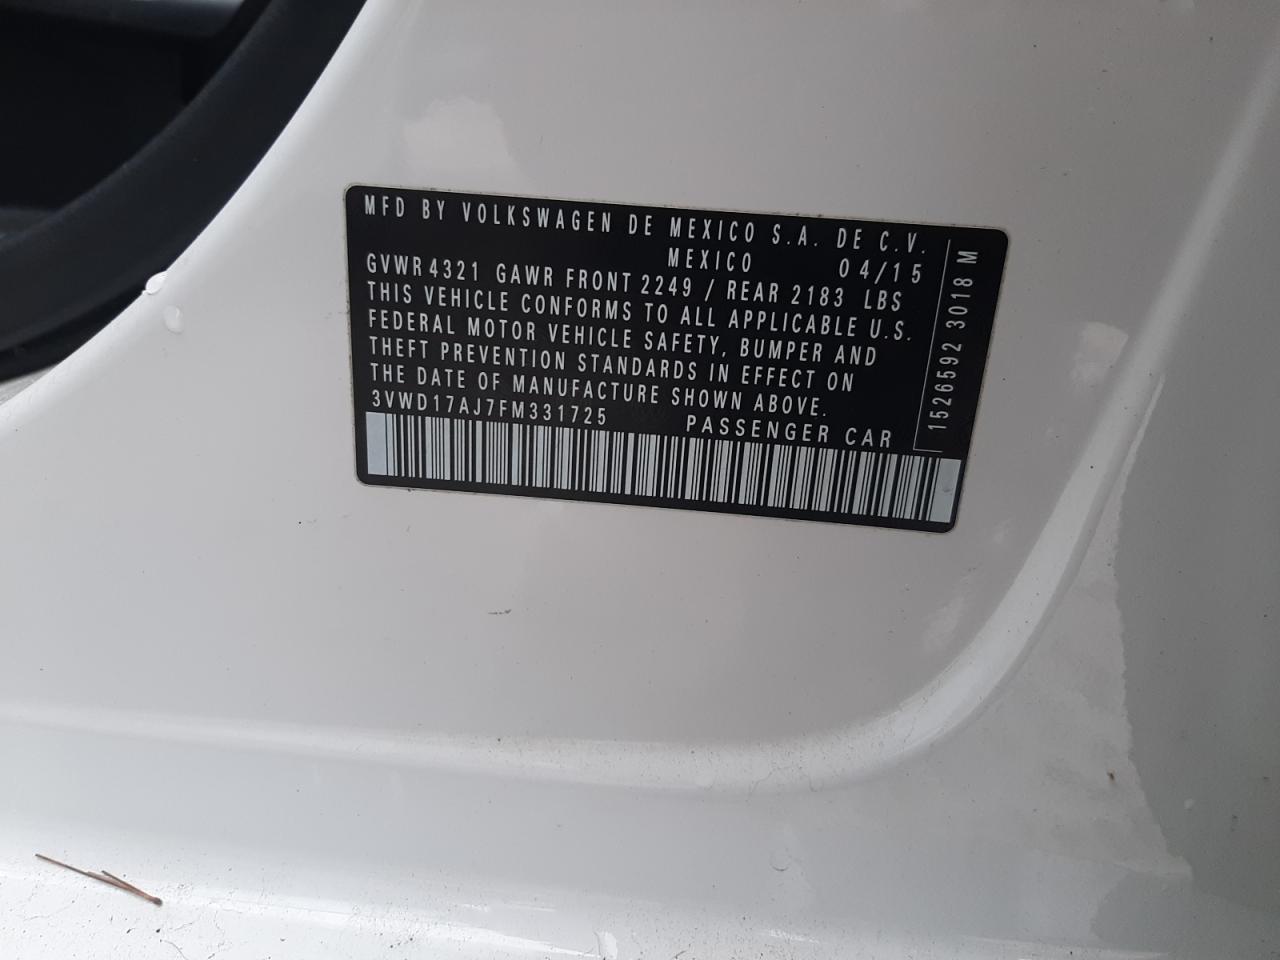 MFD BY VOLKSWAGEN DE MEXICO S.A. DE C.V.
MEXICO 04/15
GVWR 4321 GAWR FRONT 2249 / REAR 2183 LBS
THIS VEHICLE CONFORMS TO ALL APPLICABLE U.S.
FEDERAL MOTOR VEHICLE SAFETY, BUMPER AND
THEFT PREVENTION STANDARDS IN EFFECT ON
THE DATE OF MANUFACTURE SHOWN ABOVE.
3VWD17AJ7FM331725 PASSENGER CAR
1526592 3018 M